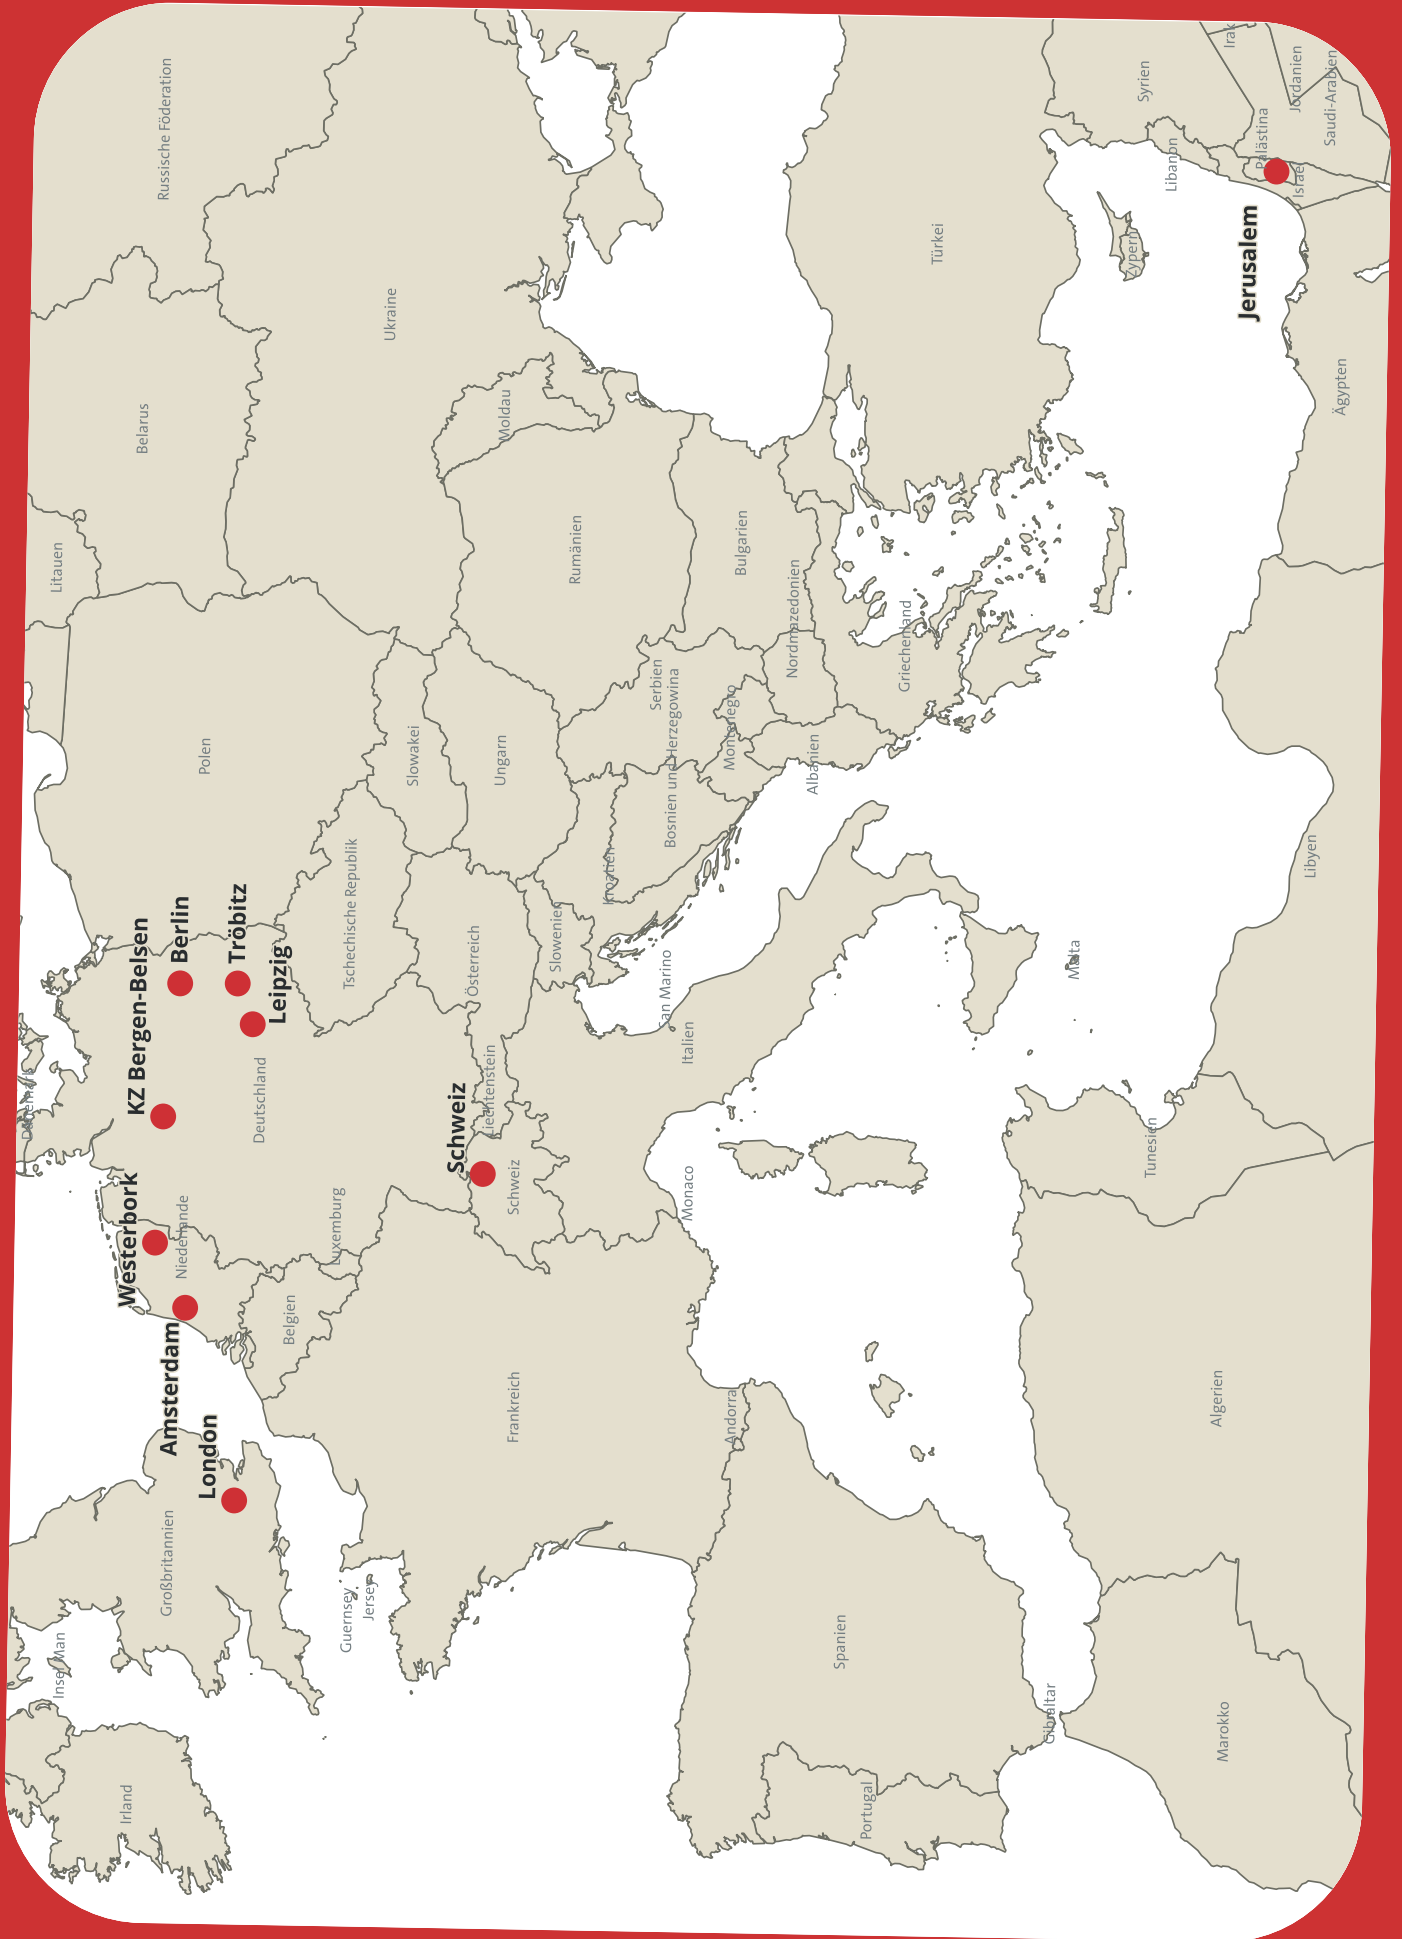 Dänemark
Insel Man
Litauen
Irland
Westerbork
KZ Bergen-Belsen
Belarus
Russische Föderation
Großbritannien
Amsterdam
Berlin
Niederlande
London
Polen
Tröbitz
Deutschland
Leipzig
Belgien
Luxemburg
Guernsey
Tschechische Republik
Jersey
Ukraine
Slowakei
Schweiz
Österreich
Liechtenstein
Ungarn
Moldau
Frankreich
Schweiz
Slowenien
Rumänien
Kroatien
Serbien
San Marino
Bosnien und Herzegowina
Monaco
Italien
Andorra
Montenegro
Bulgarien
Nordmazedonien
Albanien
Spanien
Portugal
Griechenland
Türkei
Gibraltar
Malta
Zypern
Syrien
Tunesien
Libanon
Algerien
Marokko
Irak
Jerusalem
Palästina
Jordanien
Israel
Libyen
Saudi-Arabien
Ägypten